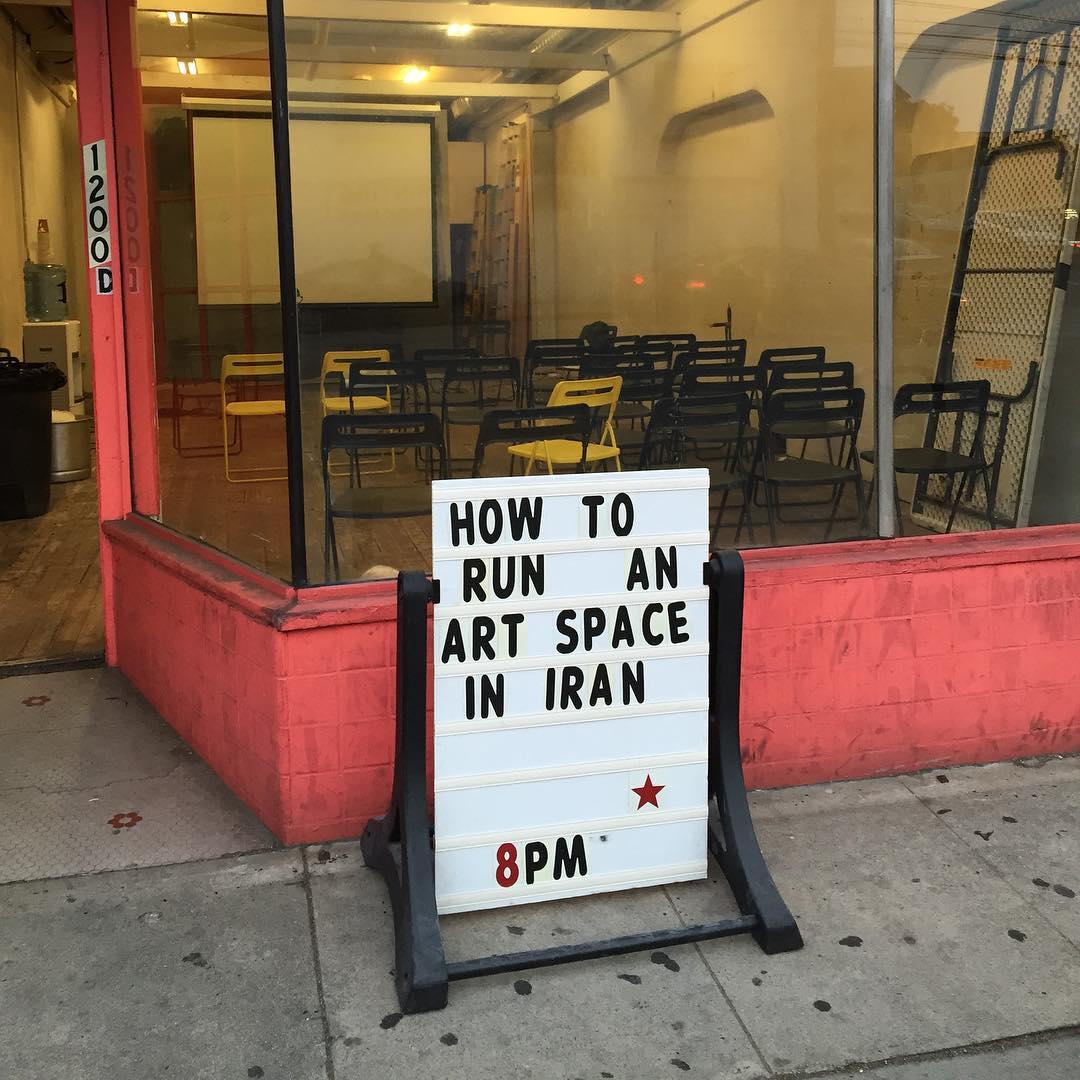 1200D
HOW TO
RUN AN
ART SPACE
IN IRAN
8PM